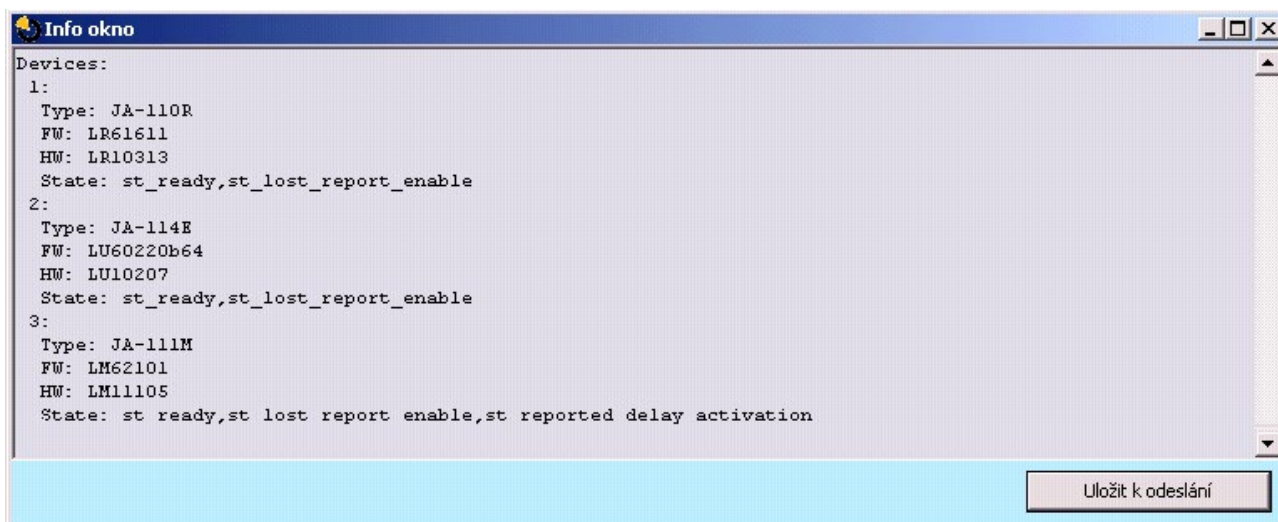 Info okno
Devices:
1:
Type: JA-110R
FW: LR61611
HW: LR10313
State: st_ready,st_lost_report_enable
2:
Type: JA-114E
FW: LU60220b64
HW: LU10207
State: st_ready,st_lost_report_enable
3:
Type: JA-111M
FW: LM62101
HW: LM11105
State: st ready,st lost report enable,st reported delay activation
Uložit k odeslání